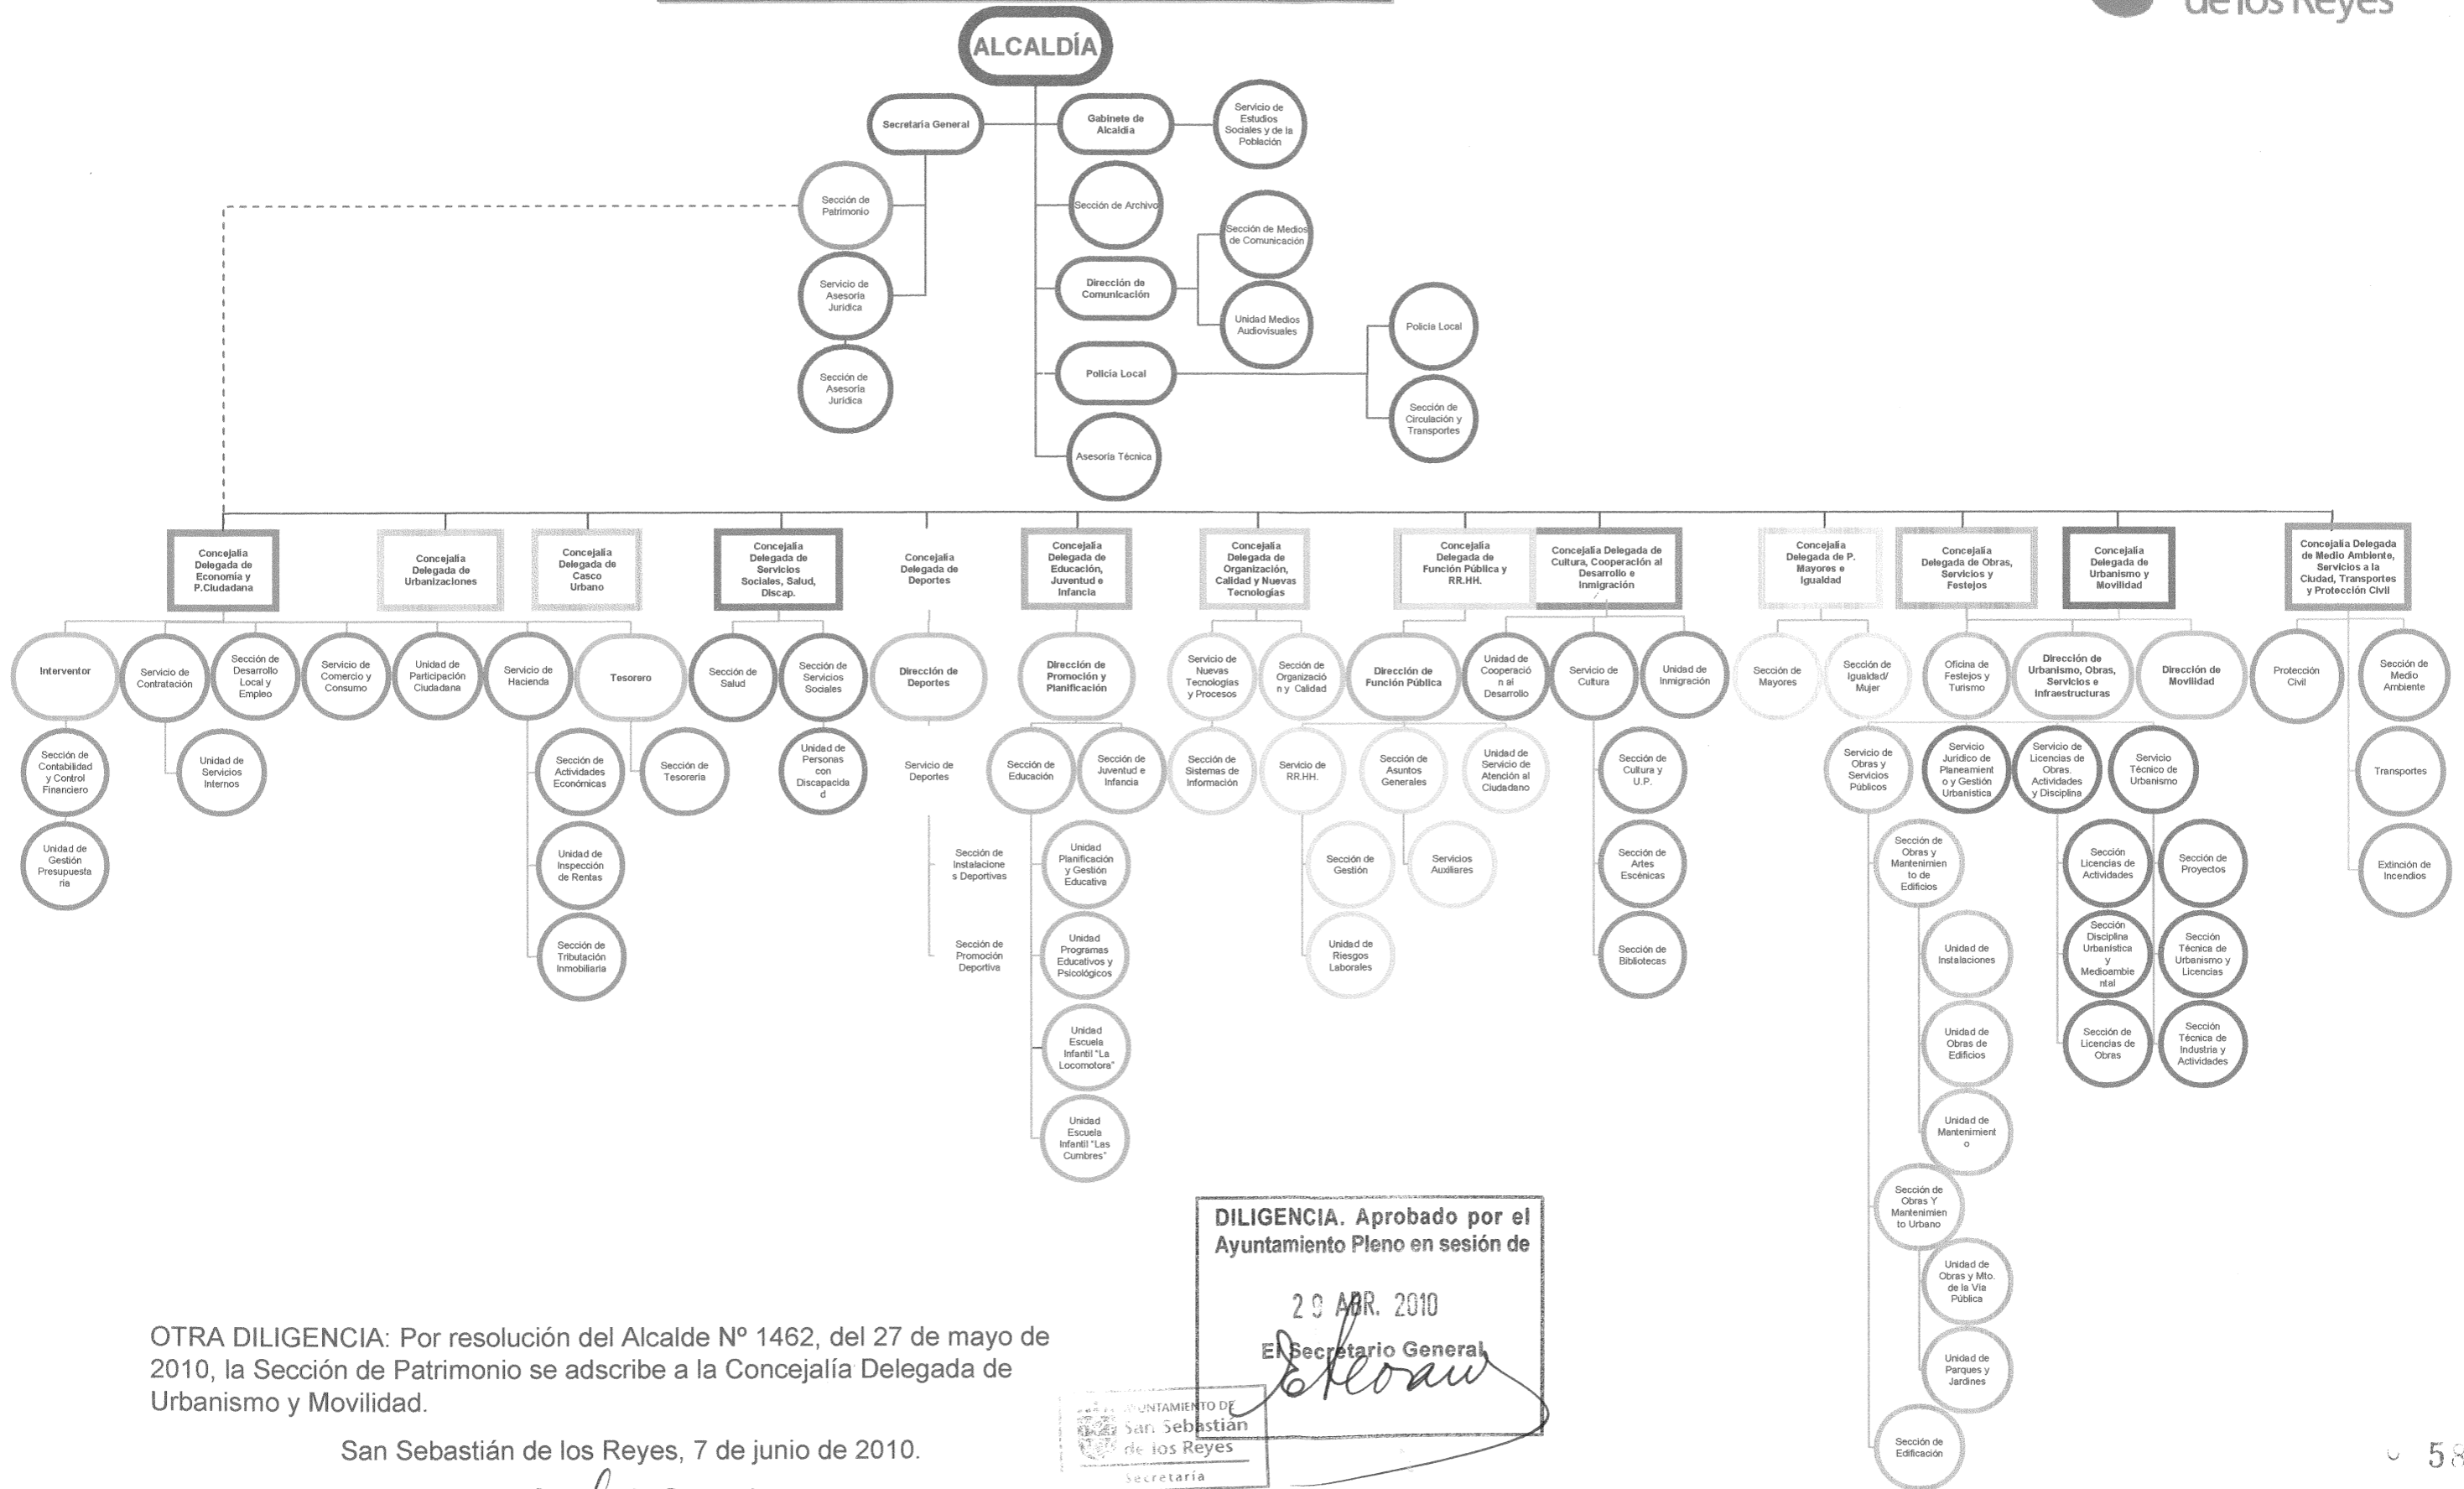 de los Reyes
ALCALDÍA
Secretaría General
Gabinete de
Alcaldía
Servicio de
Estudios
Sociales y de la
Población
Sección de
Patrimonio
Sección de Archivo
Sección de Medios
de Comunicación
Servicio de
Asesoría
Jurídica
Dirección de
Comunicación
Unidad Medios
Audiovisuales
Policía Local
Policía Local
Sección de
Asesoría
Jurídica
Sección de
Circulación y
Transportes
Asesoría Técnica
Concejalía
Delegada de
Economía y
P.Ciudadana
Concejalía
Delegada de
Urbanizaciones
Concejalía
Delegada de
Casco
Urbano
Concejalía
Delegada de
Servicios
Sociales, Salud,
Discap.
Concejalía
Delegada de
Deportes
Concejalía
Delegada de
Educación,
Juventud e
Infancia
Concejalía
Delegada de
Organización,
Calidad y Nuevas
Tecnologías
Concejalía
Delegada de
Función Pública y
RR.HH.
Concejalía Delegada de
Cultura, Cooperación al
Desarrollo e
Inmigración
Concejalía
Delegada de P.
Mayores e
Igualdad
Concejalía
Delegada de Obras,
Servicios y
Festejos
Concejalía
Delegada de
Urbanismo y
Movilidad
Concejalía Delegada
de Medio Ambiente,
Servicios a la
Ciudad, Transportes
y Protección Civil
Interventor
Servicio de
Contratación
Sección de
Desarrollo
Local y
Empleo
Servicio de
Comercio y
Consumo
Unidad de
Participación
Ciudadana
Servicio de
Hacienda
Tesorero
Sección de
Salud
Sección de
Servicios
Sociales
Dirección de
Deportes
Dirección de
Promoción y
Planificación
Servicio de
Nuevas
Tecnologías
y Procesos
Sección de
Organizació
n y Calidad
Dirección de
Función Pública
Unidad de
Cooperació
n al
Desarrollo
Servicio de
Cultura
Unidad de
Inmigración
Sección de
Mayores
Sección de
Igualdad/
Mujer
Oficina de
Festejos y
Turismo
Dirección de
Urbanismo, Obras,
Servicios e
Infraestructuras
Dirección de
Movilidad
Protección
Civil
Sección de
Medio
Ambiente
Sección de
Contabilidad
y Control
Financiero
Unidad de
Servicios
Internos
Sección de
Actividades
Económicas
Sección de
Tesorería
Unidad de
Personas
con
Discapacida
d
Servicio de
Deportes
Sección de
Educación
Sección de
Juventud e
Infancia
Sección de
Sistemas de
Información
Servicio de
RR.HH.
Sección de
Asuntos
Generales
Unidad de
Servicio de
Atención al
Ciudadano
Sección de
Cultura y
U.P.
Servicio de
Obras y
Servicios
Públicos
Servicio
Jurídico de
Planeamient
o y Gestión
Urbanística
Servicio de
Licencias de
Obras,
Actividades
y Disciplina
Servicio
Técnico de
Urbanismo
Transportes
Unidad de
Gestión
Presupuesta
ria
Unidad de
Inspección
de Rentas
Sección de
Instalacione
s Deportivas
Unidad
Planificación
y Gestión
Educativa
Sección de
Gestión
Servicios
Auxiliares
Sección de
Artes
Escénicas
Sección de
Obras y
Mantenimien
to de
Edificios
Sección
Licencias de
Actividades
Sección de
Proyectos
Extinción de
Incendios
Sección de
Tributación
Inmobiliaria
Sección de
Promoción
Deportiva
Unidad
Programas
Educativos y
Psicológicos
Unidad de
Riesgos
Laborales
Sección de
Bibliotecas
Unidad de
Instalaciones
Sección
Disciplina
Urbanística
y
Medioambie
ntal
Sección
Técnica de
Urbanismo y
Licencias
Unidad
Escuela
Infantil "La
Locomotora"
Unidad de
Obras de
Edificios
Sección de
Licencias de
Obras
Sección
Técnica de
Industria y
Actividades
Unidad
Escuela
Infantil "Las
Cumbres"
Unidad de
Mantenimient
o
Sección de
Obras Y
Mantenimien
to Urbano
Unidad de
Obras y Mto.
de la Vía
Pública
Unidad de
Parques y
Jardines
Sección de
Edificación
DILIGENCIA. Aprobado por el
Ayuntamiento Pleno en sesión de
29 ABR. 2010
El Secretario General
OTRA DILIGENCIA: Por resolución del Alcalde Nº 1462, del 27 de mayo de
2010, la Sección de Patrimonio se adscribe a la Concejalía Delegada de
Urbanismo y Movilidad.
San Sebastián de los Reyes, 7 de junio de 2010.
AYUNTAMIENTO DE
San Sebastián
de los Reyes
Secretaría
58